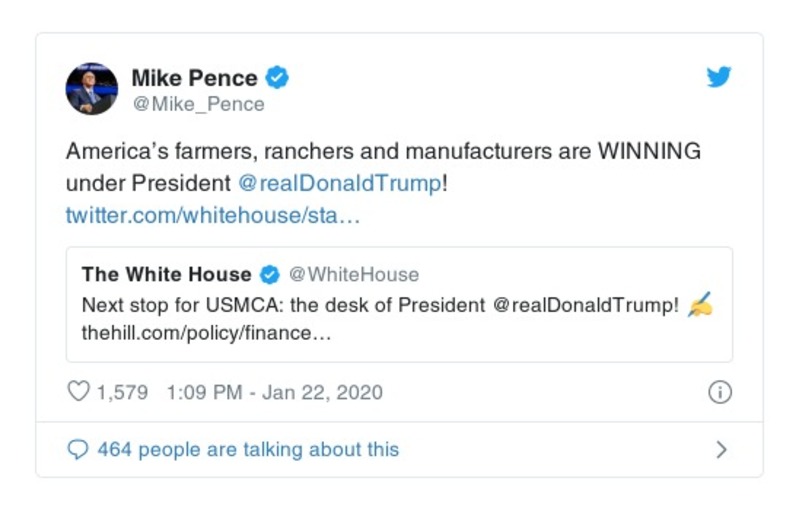 Mike Pence
@Mike_Pence
America’s farmers, ranchers and manufacturers are WINNING
under President @realDonaldTrump!
twitter.com/whitehouse/sta…
The White House @WhiteHouse
Next stop for USMCA: the desk of President @realDonaldTrump! ✍️
thehill.com/policy/finance…
1,579 1:09 PM - Jan 22, 2020
464 people are talking about this